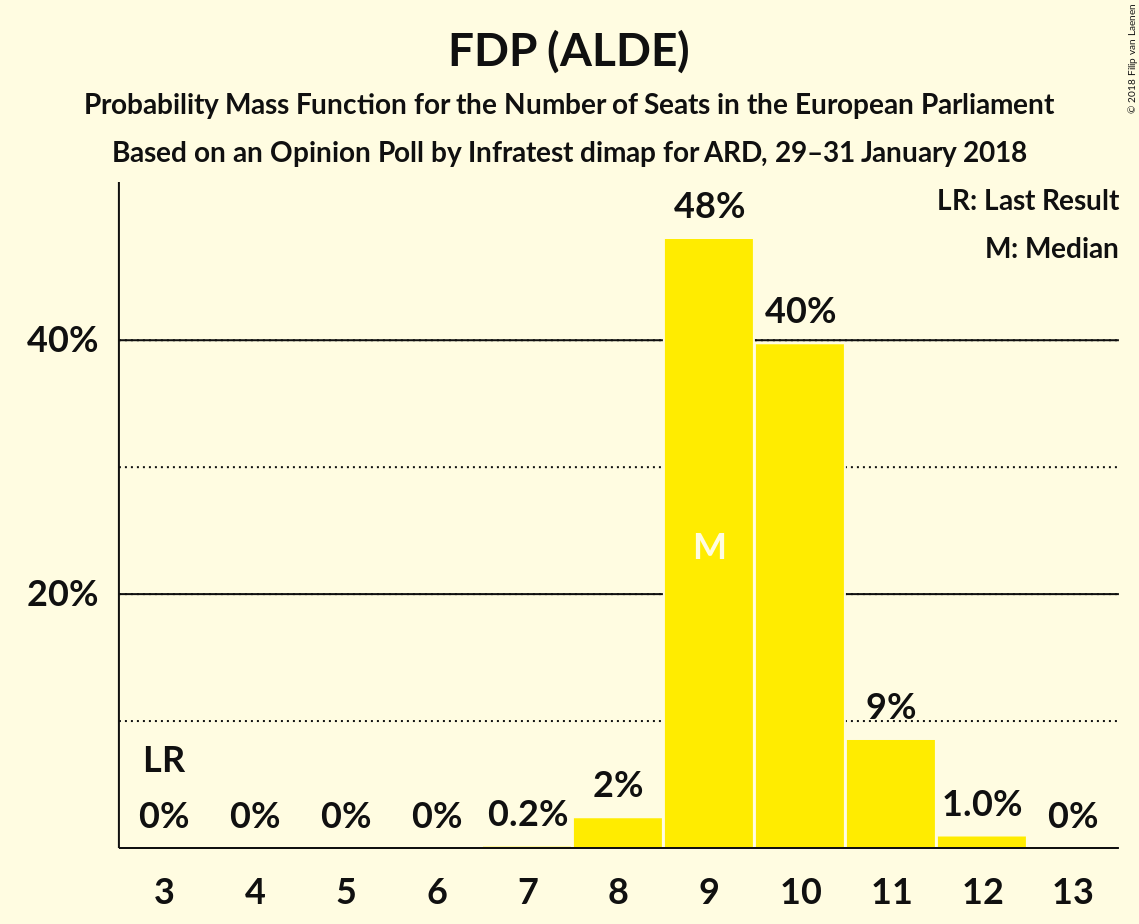 FDP (ALDE)
Probability Mass Function for the Number of Seats in the European Parliament
Based on an Opinion Poll by Infratest dimap for ARD, 29–31 January 2018
© 2018 Filip van Laenen
LR: Last Result
M: Median
48%
40%
40%
M
20%
9%
LR
2%
0% 0% 0% 0% 0.2% 1.0% 0%
3 4 5 6 7 8 9 10 11 12 13